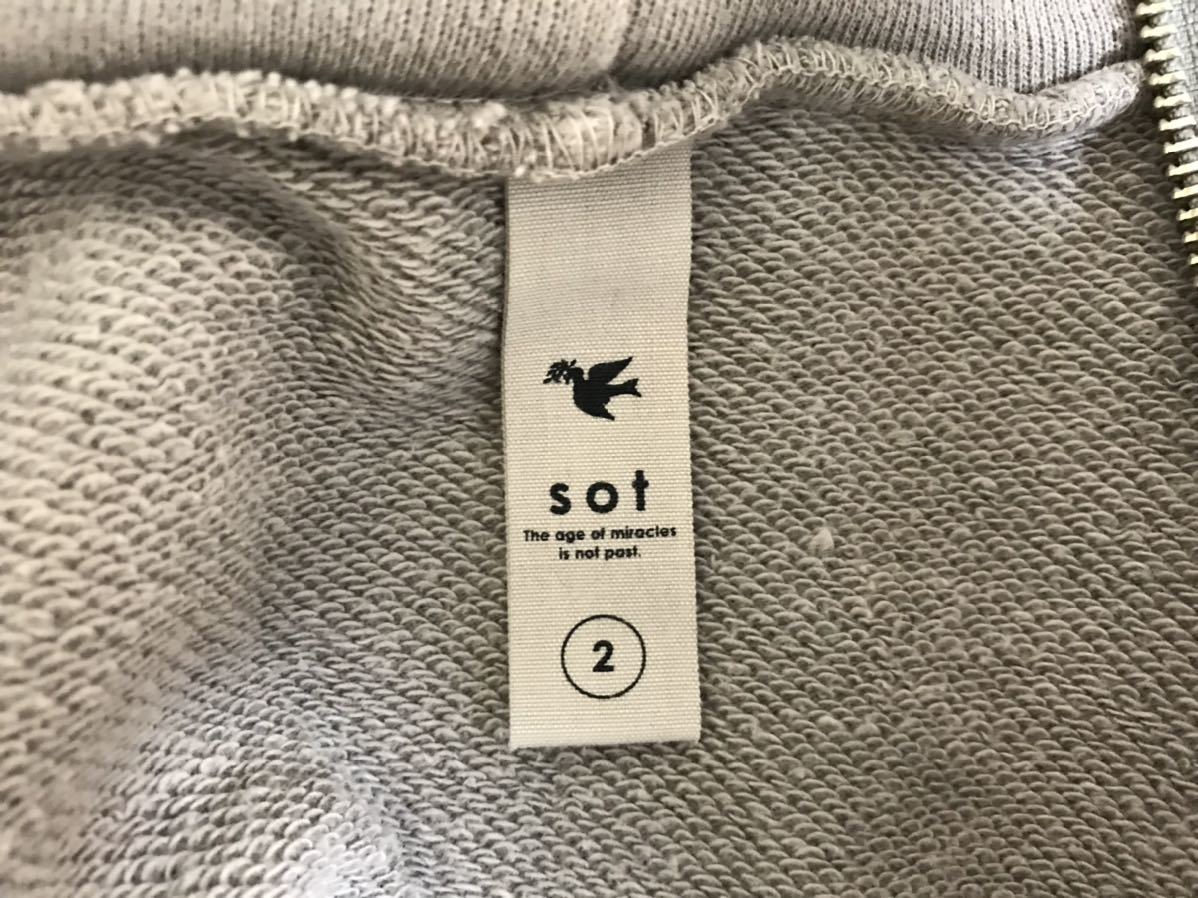 sot
The age of miracles
is not past.
2